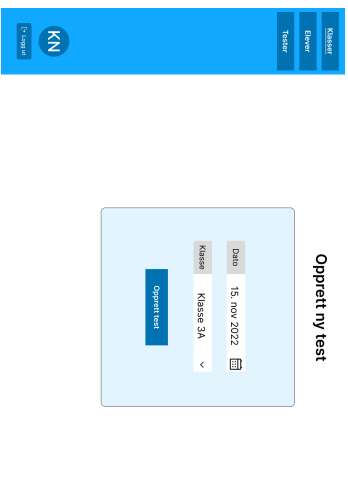 Klasser
Elever
Tester
KN
Logg ut
Opprett ny test
Dato 15. nov 2022
Klasse Klasse 3A
Opprett test